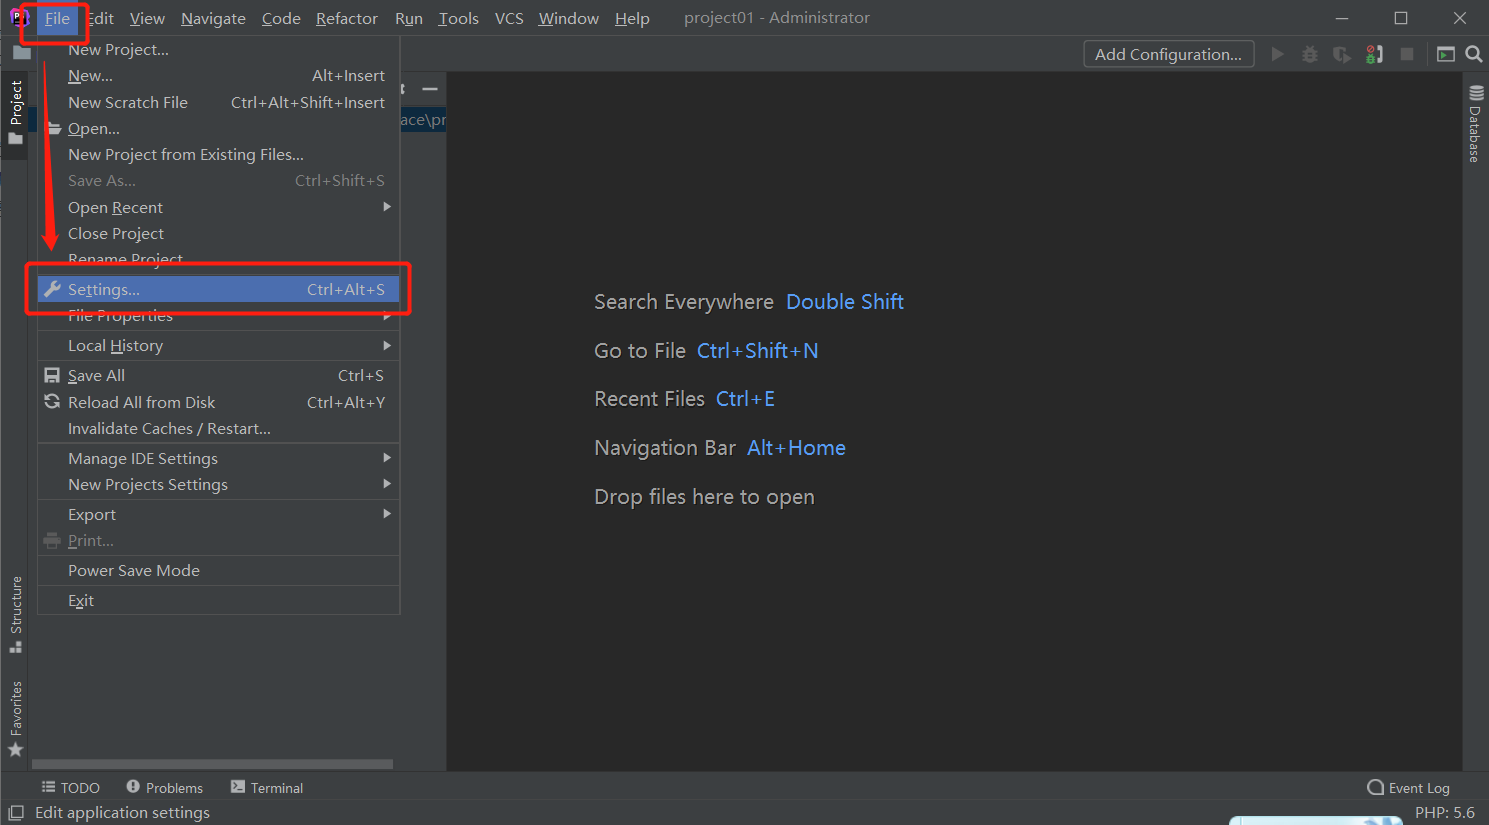 File Edit View Navigate Code Refactor Run Tools VCS Window Help project01 - Administrator
Add Configuration...
New Project...
New... Alt+Insert
New Scratch File Ctrl+Alt+Shift+Insert
Open...
New Project from Existing Files...
Save As... Ctrl+Shift+S
Open Recent
Close Project
Rename Project
Settings... Ctrl+Alt+S
File Properties
Local History
Save All Ctrl+S
Reload All from Disk Ctrl+Alt+Y
Invalidate Caches / Restart...
Manage IDE Settings
New Projects Settings
Export
Print...
Power Save Mode
Exit
ace\pr
Project
Structure
Favorites
Search Everywhere Double Shift
Go to File Ctrl+Shift+N
Recent Files Ctrl+E
Navigation Bar Alt+Home
Drop files here to open
Database
TODO Problems Terminal Event Log
Edit application settings PHP: 5.6